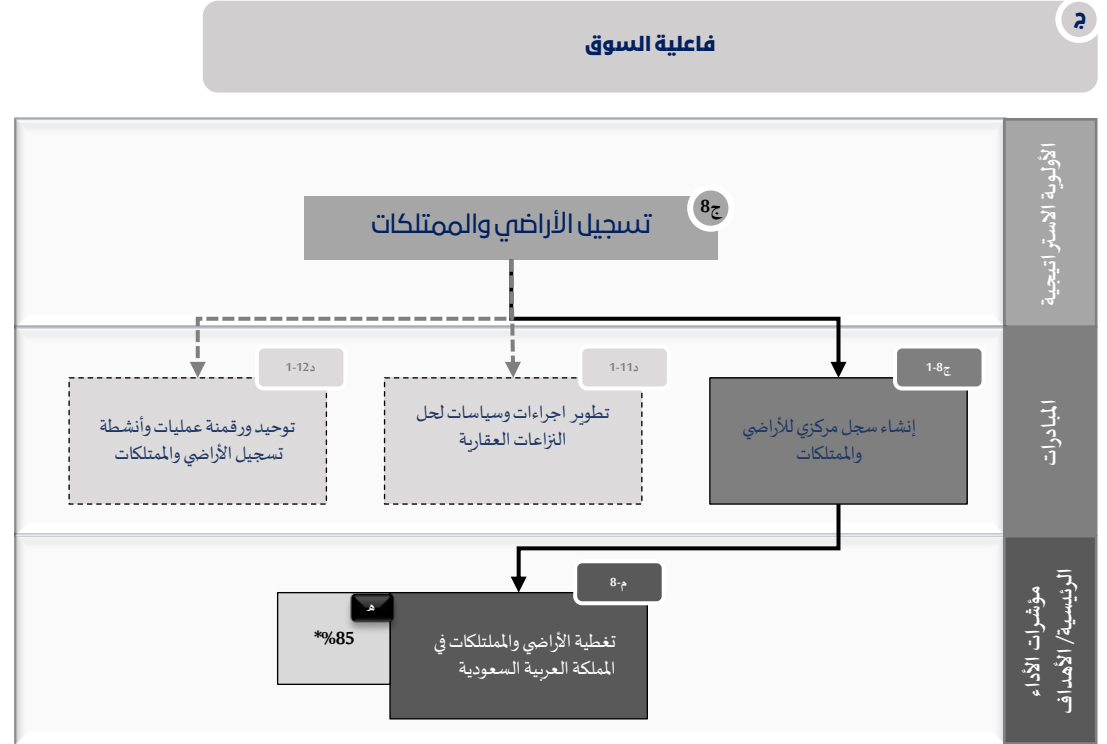 ج
فاعلية السوق
الأولوية الاستراتيجية
ج8
تسجيل الأراضي والممتلكات
المبادرات
ج8-1
إنشاء سجل مركزي للأراضي
والممتلكات
د11-1
تطوير اجراءات وسياسات لحل
النزاعات العقارية
د12-1
توحيد ورقمنة عمليات وأنشطة
تسجيل الأراضي والممتلكات
مؤشرات الأداء
الرئيسية/الأهداف
م-8
تغطية الأراضي والململتلكات في
المملكة العربية السعودية
هـ
85%*